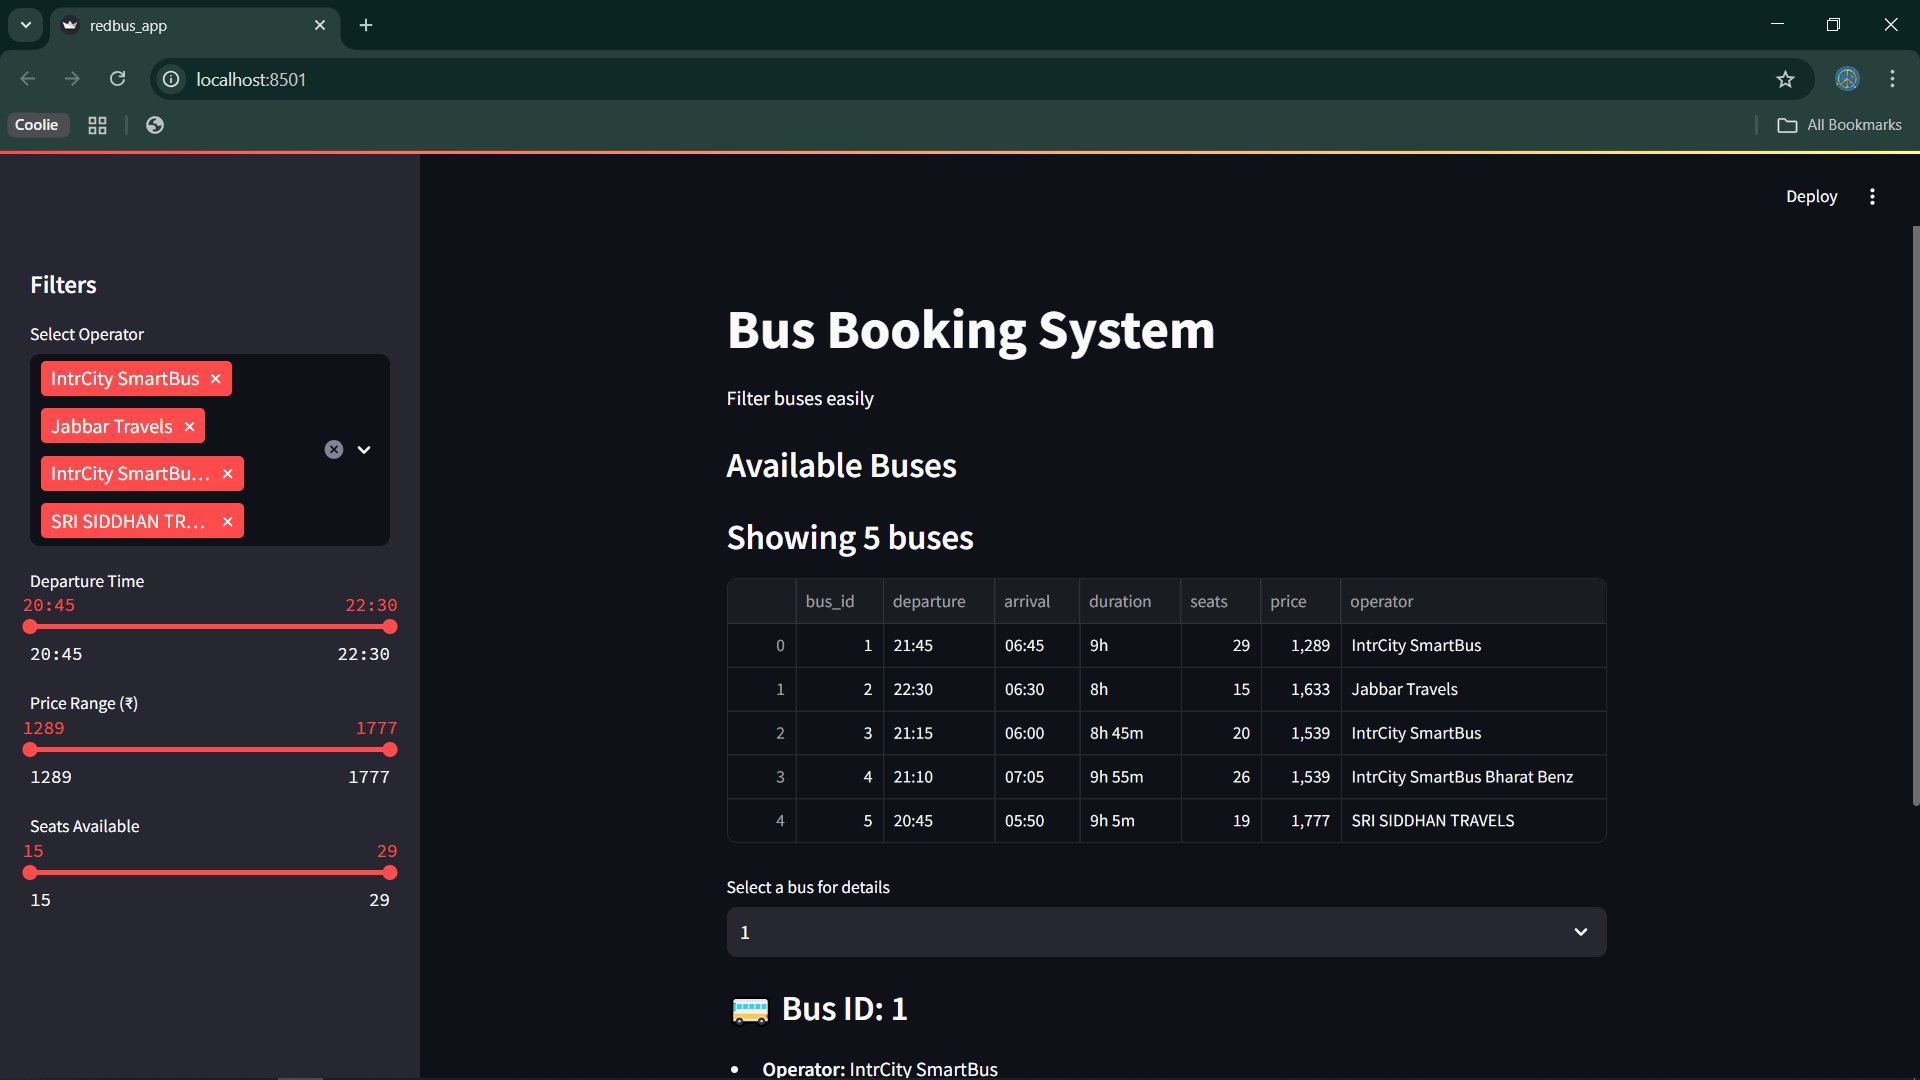 redbus_app
localhost:8501
Coolie
All Bookmarks
Deploy
Filters
Select Operator
IntrCity SmartBus
Jabbar Travels
IntrCity SmartBu...
SRI SIDDHAN TR...
Departure Time
20:45 22:30
20:45 22:30
Price Range (₹)
1289 1777
1289 1777
Seats Available
15 29
15 29
Bus Booking System
Filter buses easily
Available Buses
Showing 5 buses
bus_id departure arrival duration seats price operator
0 1 21:45 06:45 9h 29 1,289 IntrCity SmartBus
1 2 22:30 06:30 8h 15 1,633 Jabbar Travels
2 3 21:15 06:00 8h 45m 20 1,539 IntrCity SmartBus
3 4 21:10 07:05 9h 55m 26 1,539 IntrCity SmartBus Bharat Benz
4 5 20:45 05:50 9h 5m 19 1,777 SRI SIDDHAN TRAVELS
Select a bus for details
1
Bus ID: 1
• Operator: IntrCity SmartBus